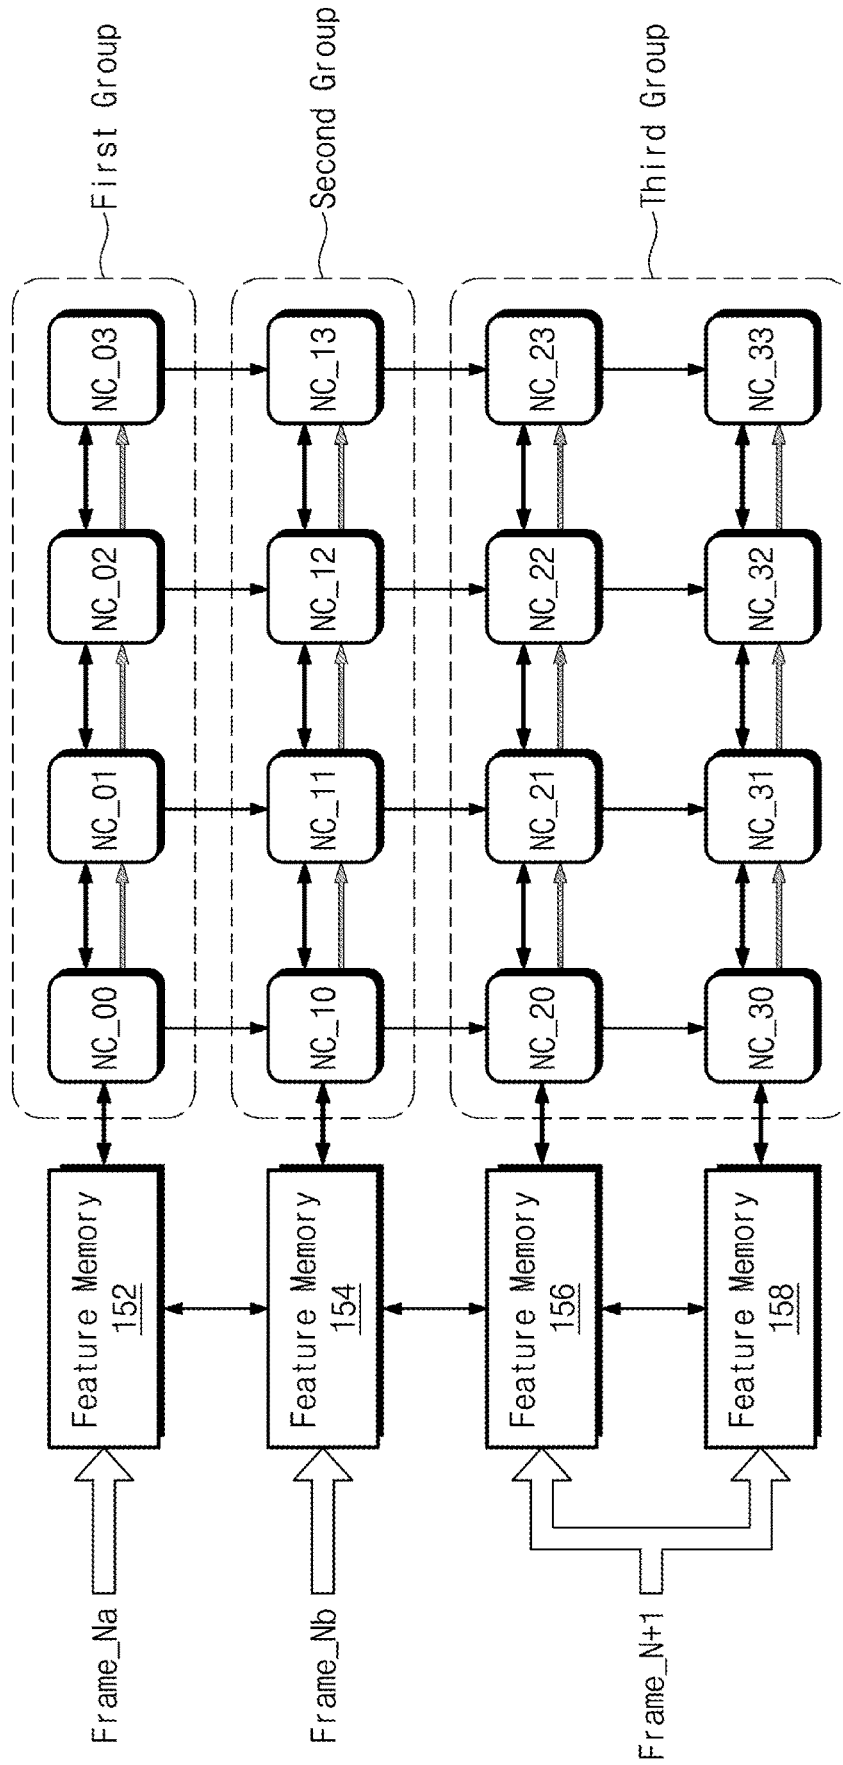 Frame_Na
Feature Memory
152
NC_00
NC_01
NC_02
NC_03
First Group
Frame_Nb
Feature Memory
154
NC_10
NC_11
NC_12
NC_13
Second Group
Frame_N+1
Feature Memory
156
NC_20
NC_21
NC_22
NC_23
Third Group
Feature Memory
158
NC_30
NC_31
NC_32
NC_33